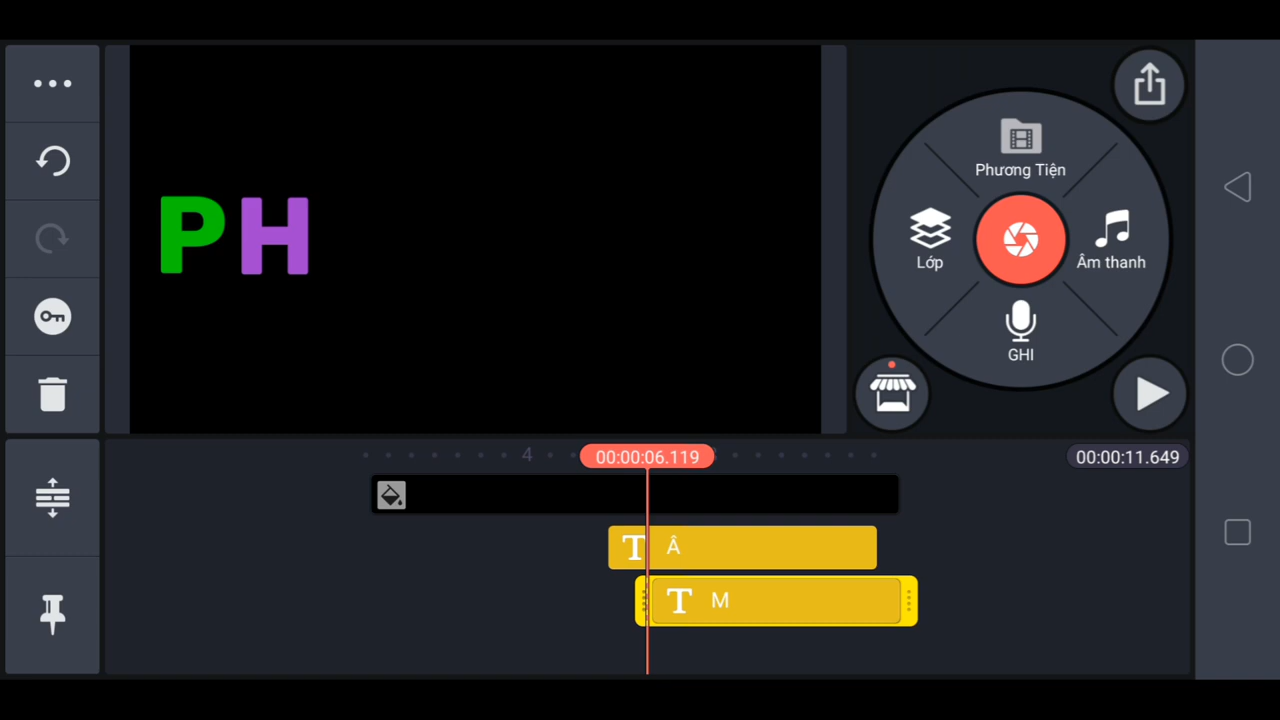 PH
Phương Tiện
Lớp
Âm thanh
GHI
4
00:00:06.119
00:00:11.649
T Â
T M